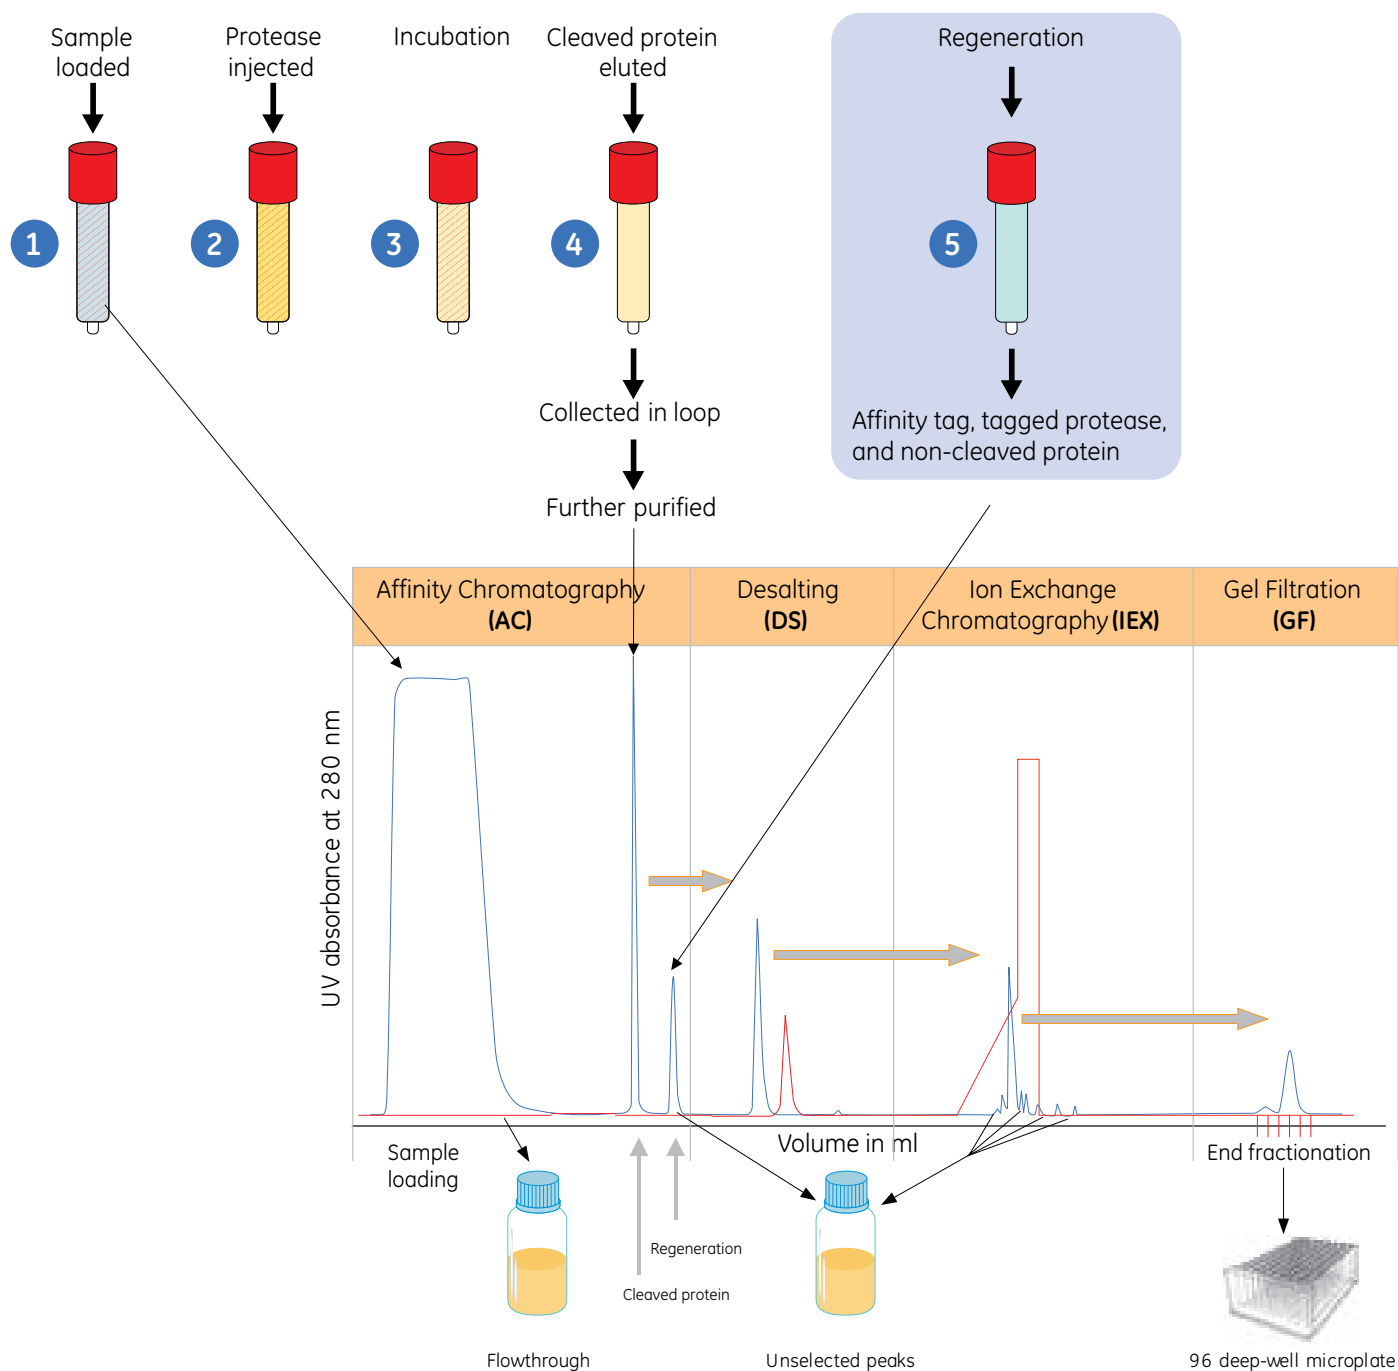 Sample
loaded
Protease
injected
Incubation
Cleaved protein
eluted
Regeneration
1
2
3
4
5
Collected in loop
Further purified
Affinity tag, tagged protease,
and non-cleaved protein
Affinity Chromatography
(AC)
Desalting
(DS)
Ion Exchange
Chromatography (IEX)
Gel Filtration
(GF)
UV absorbance at 280 nm
Volume in ml
Sample
loading
End fractionation
Regeneration
Cleaved protein
Flowthrough
Unselected peaks
96 deep-well microplate